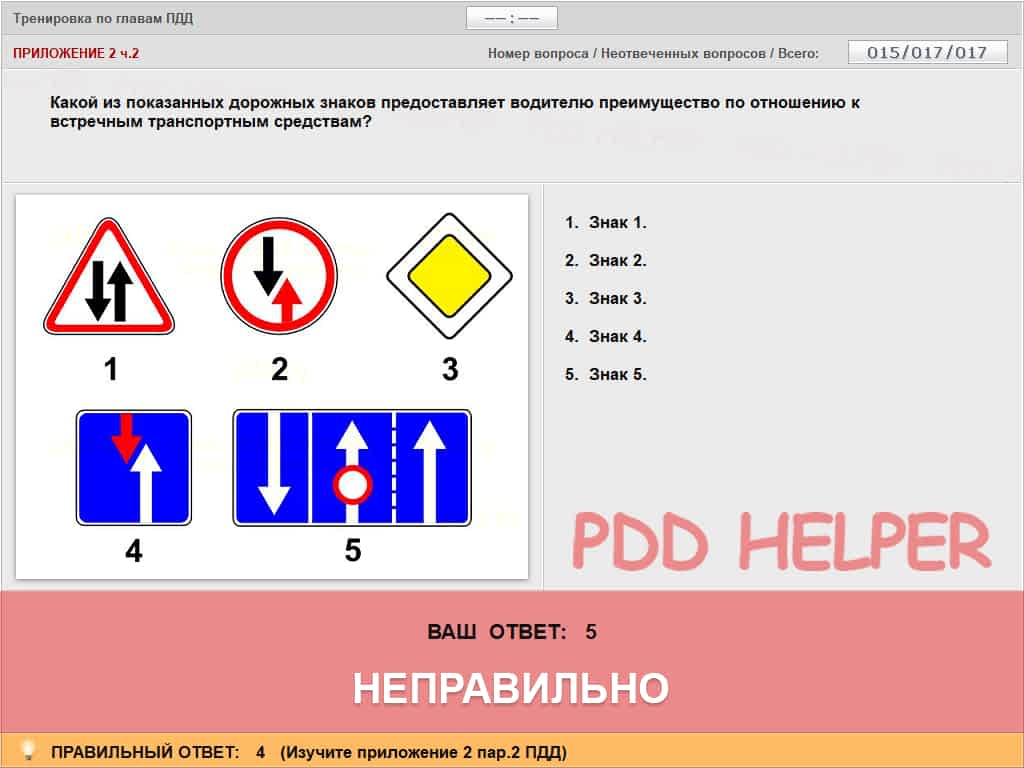 Тренировка по главам ПДД
–– : ––
ПРИЛОЖЕНИЕ 2 ч.2
Номер вопроса / Неотвеченных вопросов / Всего: 015/017/017
Какой из показанных дорожных знаков предоставляет водителю преимущество по отношению к
встречным транспортным средствам?
1 2 3
4 5
1. Знак 1.
2. Знак 2.
3. Знак 3.
4. Знак 4.
5. Знак 5.
PDD HELPER
ВАШ ОТВЕТ: 5
НЕПРАВИЛЬНО
ПРАВИЛЬНЫЙ ОТВЕТ: 4 (Изучите приложение 2 пар.2 ПДД)